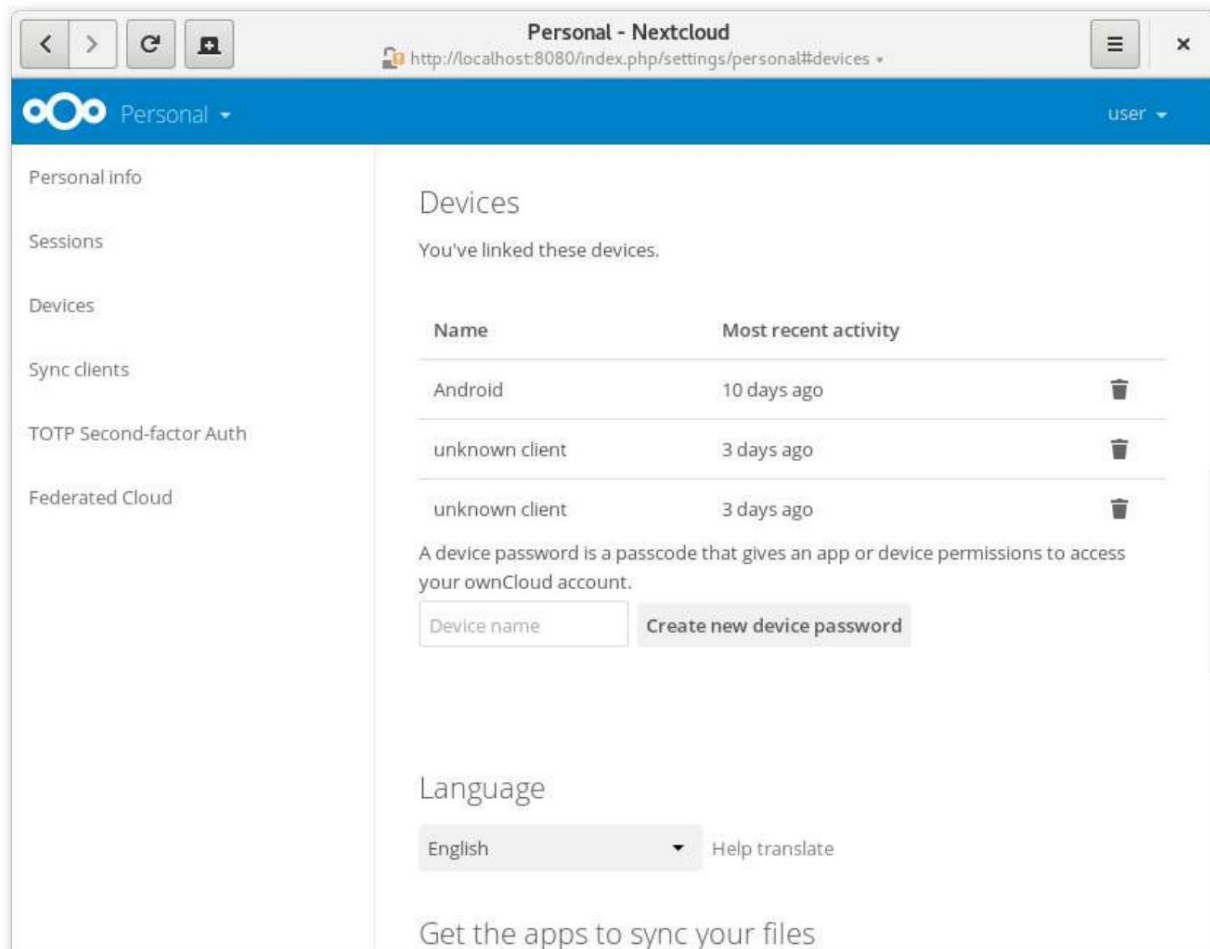 Personal - Nextcloud
http://localhost:8080/index.php/settings/personal#devices
Personal
user
Personal info
Sessions
Devices
Sync clients
TOTP Second-factor Auth
Federated Cloud
Devices
You've linked these devices.
Name Most recent activity
Android 10 days ago
unknown client 3 days ago
unknown client 3 days ago
A device password is a passcode that gives an app or device permissions to access
your ownCloud account.
Device name Create new device password
Language
English Help translate
Get the apps to sync your files